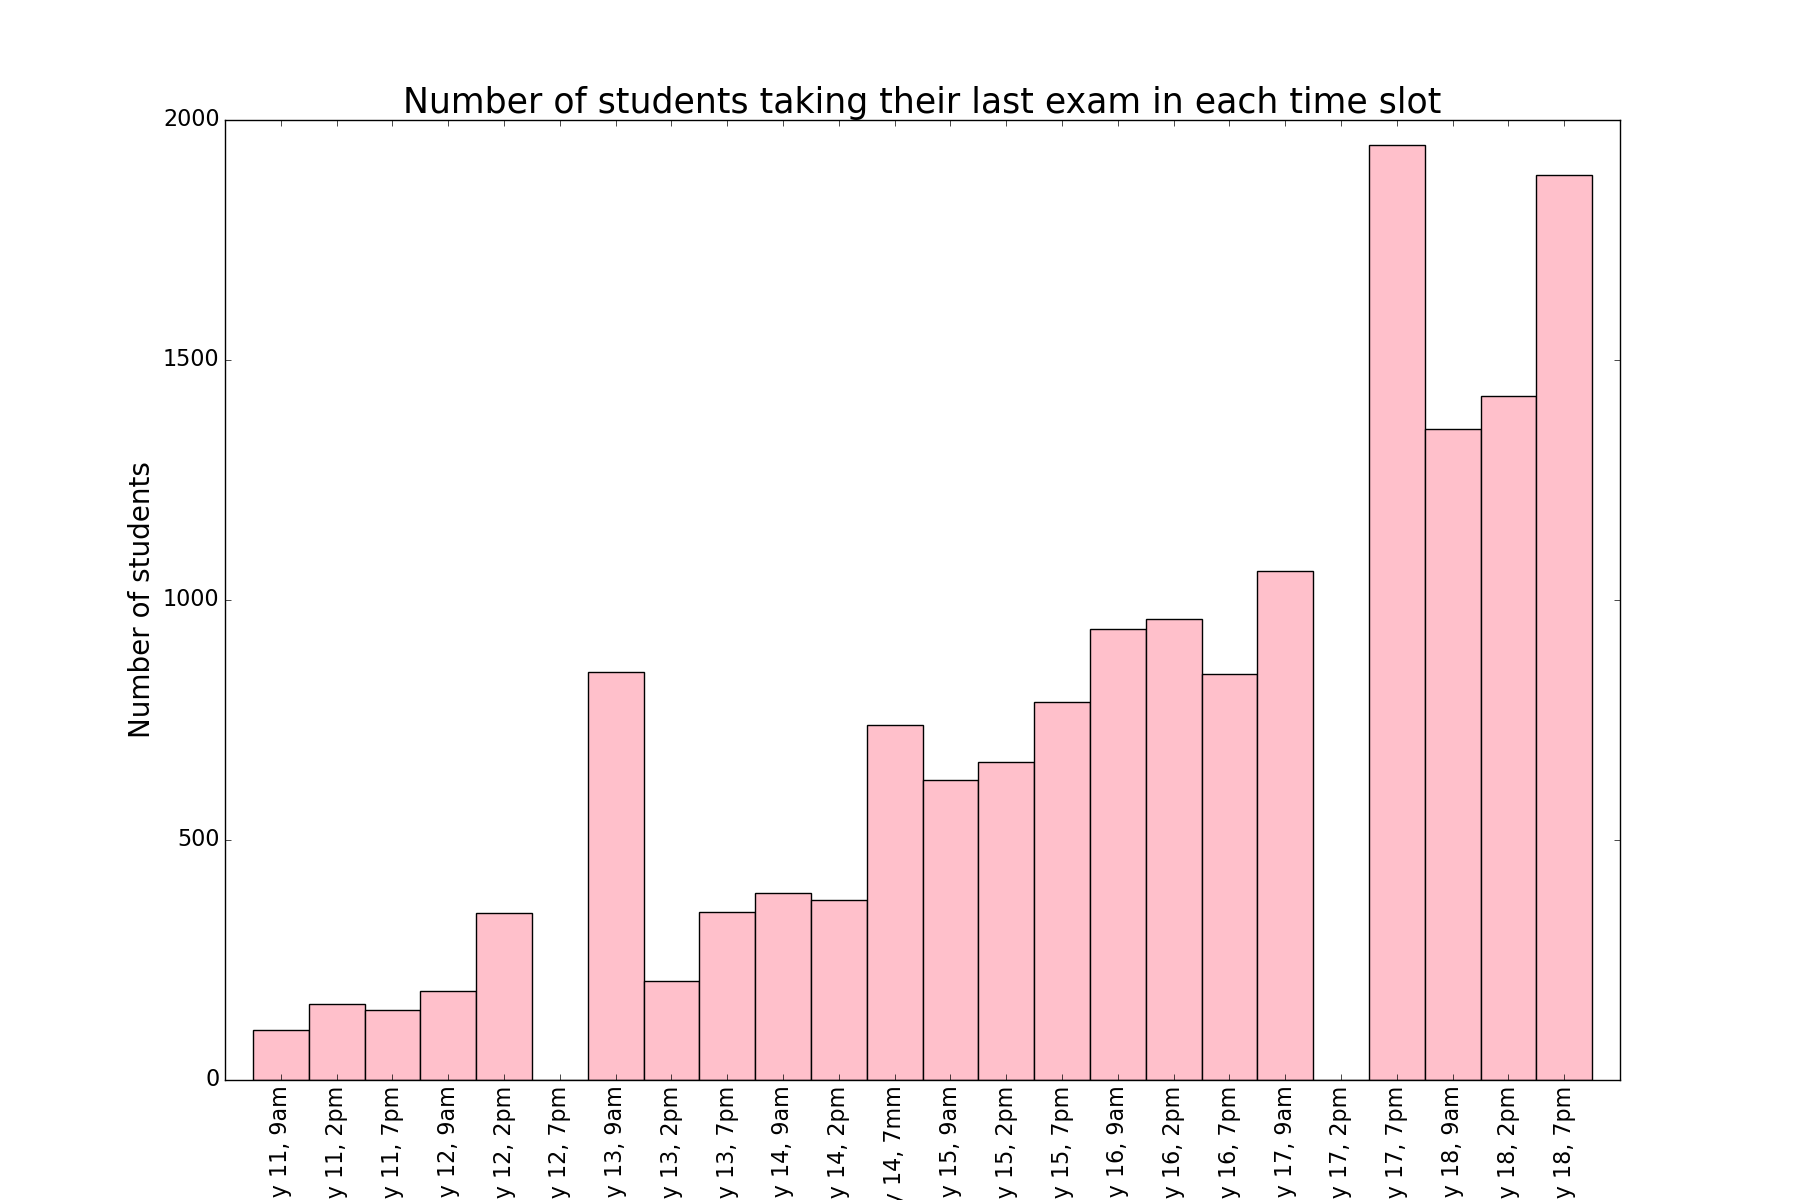 Number of students taking their last exam in each time slot
Number of students
2000
1500
1000
500
0
y 11, 9am
y 11, 2pm
y 11, 7pm
y 12, 9am
y 12, 2pm
y 12, 7pm
y 13, 9am
y 13, 2pm
y 13, 7pm
y 14, 9am
y 14, 2pm
y 14, 7mm
y 15, 9am
y 15, 2pm
y 15, 7pm
y 16, 9am
y 16, 2pm
y 16, 7pm
y 17, 9am
y 17, 2pm
y 17, 7pm
y 18, 9am
y 18, 2pm
y 18, 7pm